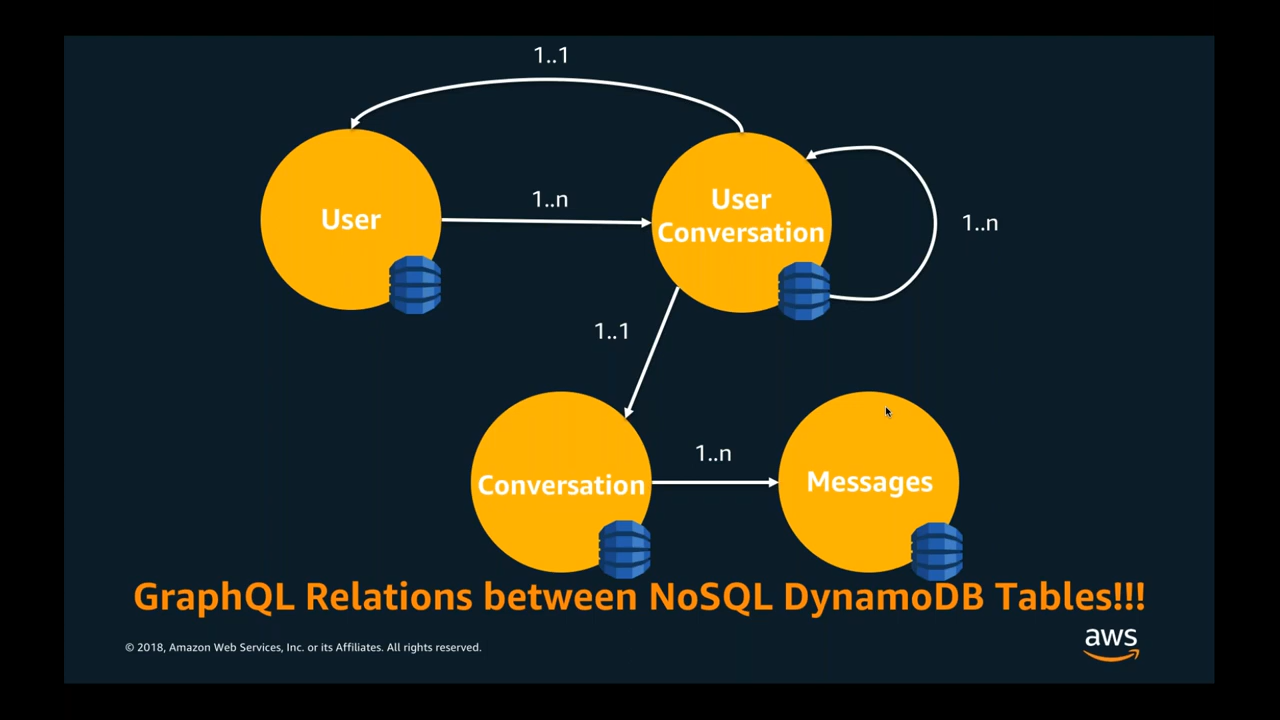 1..1
User
1..n
User
Conversation
1..n
1..1
Conversation
1..n
Messages
GraphQL Relations between NoSQL DynamoDB Tables!!!
© 2018, Amazon Web Services, Inc. or its Affiliates. All rights reserved.
aws